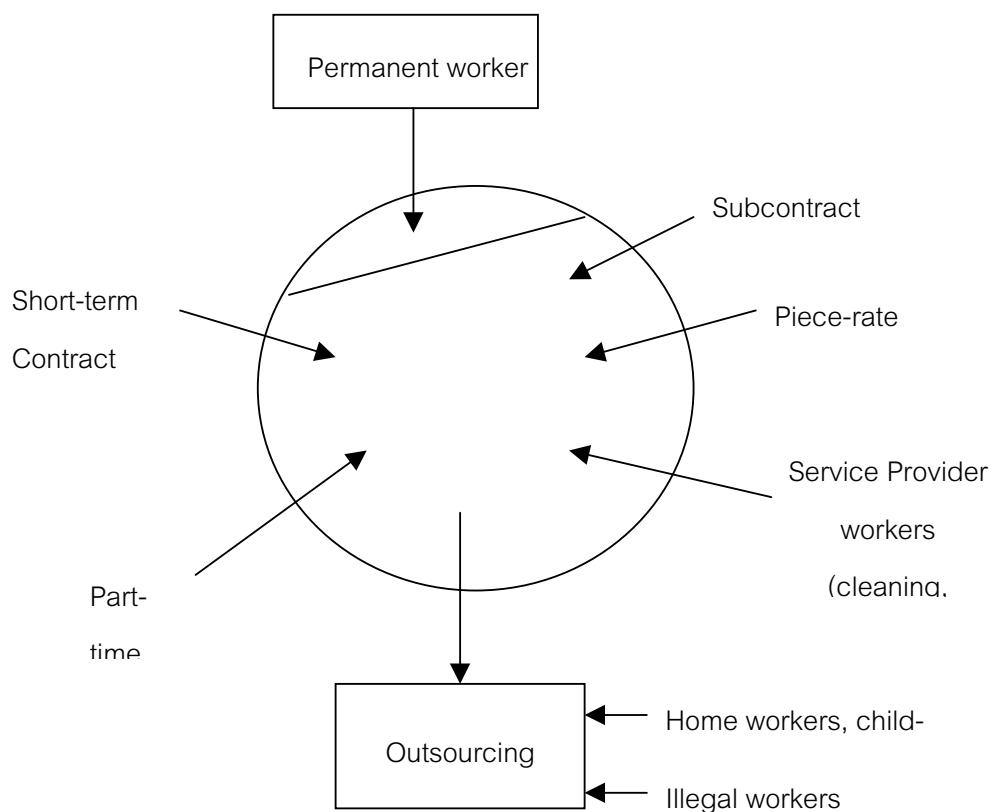 Permanent worker
Subcontract
Short-term
Contract
Piece-rate
Service Provider
workers
(cleaning,
Part-
time
Outsourcing
Home workers, child-
Illegal workers